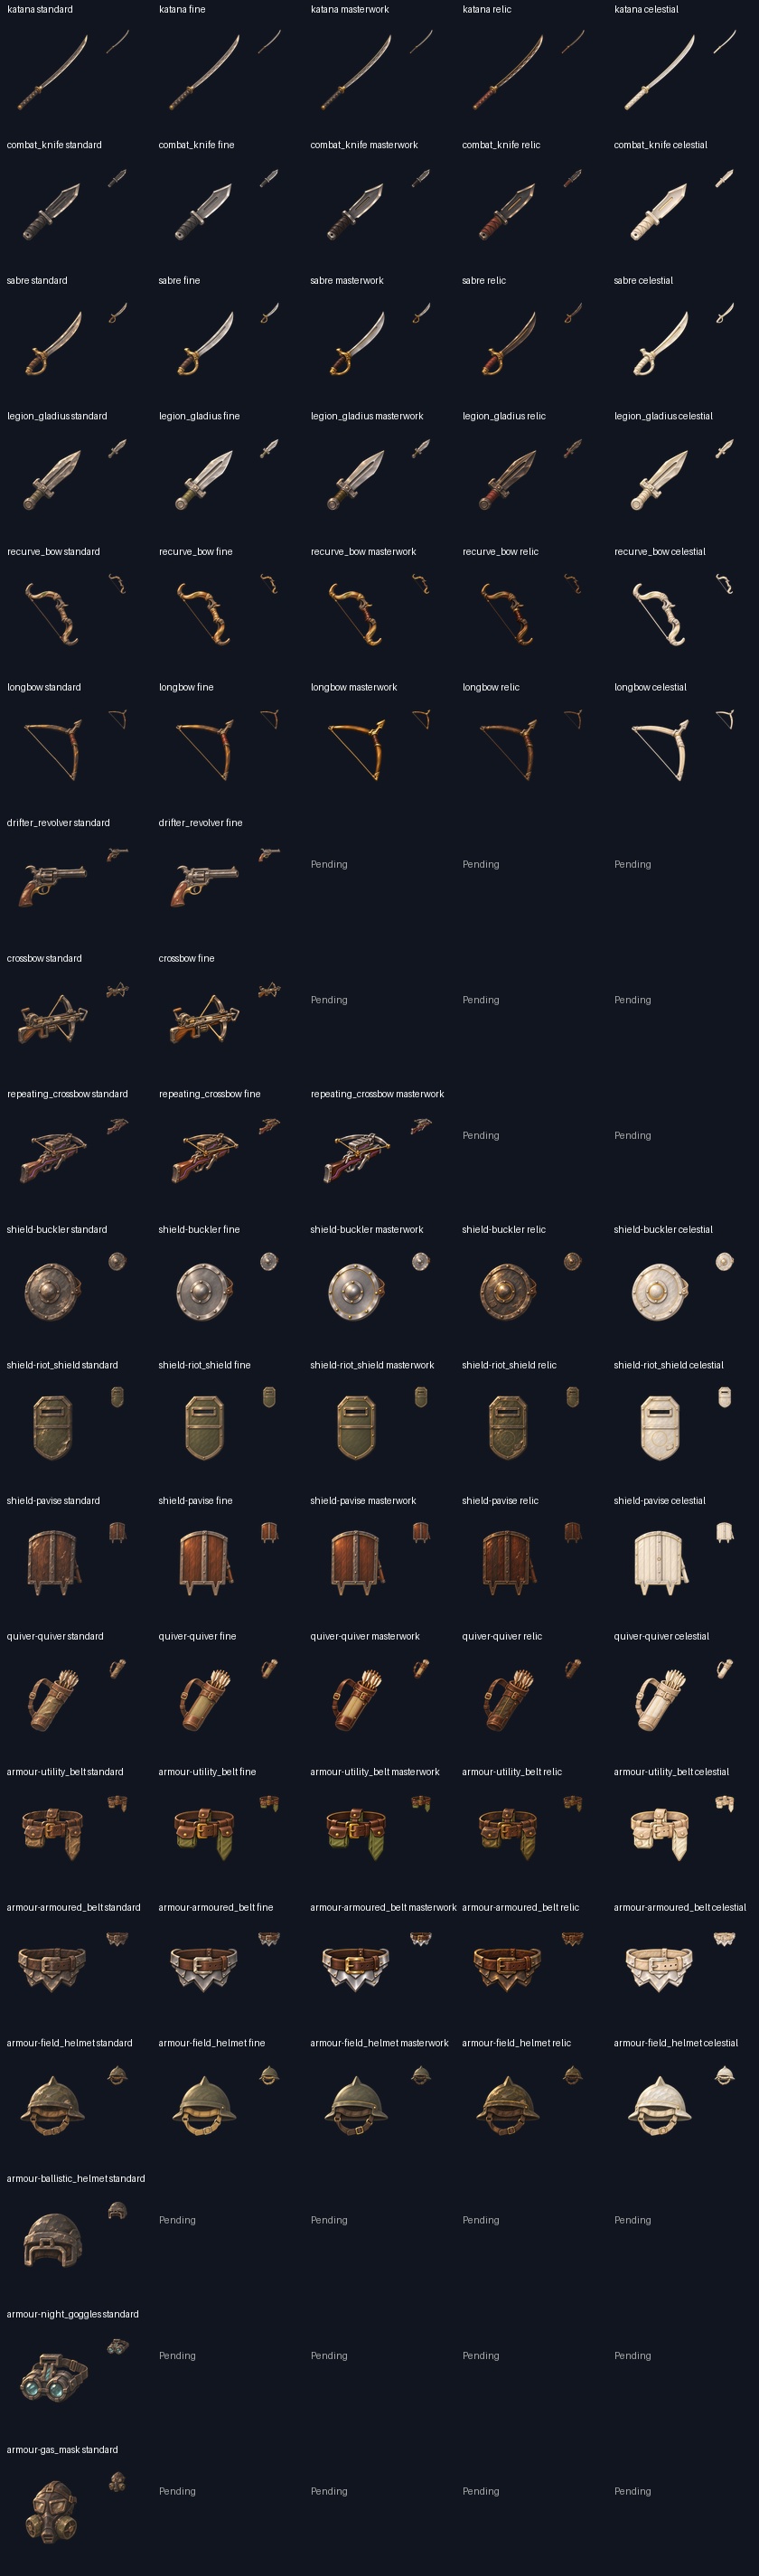 katana standard katana fine katana masterwork katana relic katana celestial
combat_knife standard combat_knife fine combat_knife masterwork combat_knife relic combat_knife celestial
sabre standard sabre fine sabre masterwork sabre relic sabre celestial
legion_gladius standard legion_gladius fine legion_gladius masterwork legion_gladius relic legion_gladius celestial
recurve_bow standard recurve_bow fine recurve_bow masterwork recurve_bow relic recurve_bow celestial
longbow standard longbow fine longbow masterwork longbow relic longbow celestial
drifter_revolver standard drifter_revolver fine
Pending Pending Pending
crossbow standard crossbow fine
Pending Pending Pending
repeating_crossbow standard repeating_crossbow fine repeating_crossbow masterwork
Pending Pending
shield-buckler standard shield-buckler fine shield-buckler masterwork shield-buckler relic shield-buckler celestial
shield-riot_shield standard shield-riot_shield fine shield-riot_shield masterwork shield-riot_shield relic shield-riot_shield celestial
shield-pavise standard shield-pavise fine shield-pavise masterwork shield-pavise relic shield-pavise celestial
quiver-quiver standard quiver-quiver fine quiver-quiver masterwork quiver-quiver relic quiver-quiver celestial
armour-utility_belt standard armour-utility_belt fine armour-utility_belt masterwork armour-utility_belt relic armour-utility_belt celestial
armour-armoured_belt standard armour-armoured_belt fine armour-armoured_belt masterwork armour-armoured_belt relic armour-armoured_belt celestial
armour-field_helmet standard armour-field_helmet fine armour-field_helmet masterwork armour-field_helmet relic armour-field_helmet celestial
armour-ballistic_helmet standard
Pending Pending Pending Pending
armour-night_goggles standard
Pending Pending Pending Pending
armour-gas_mask standard
Pending Pending Pending Pending